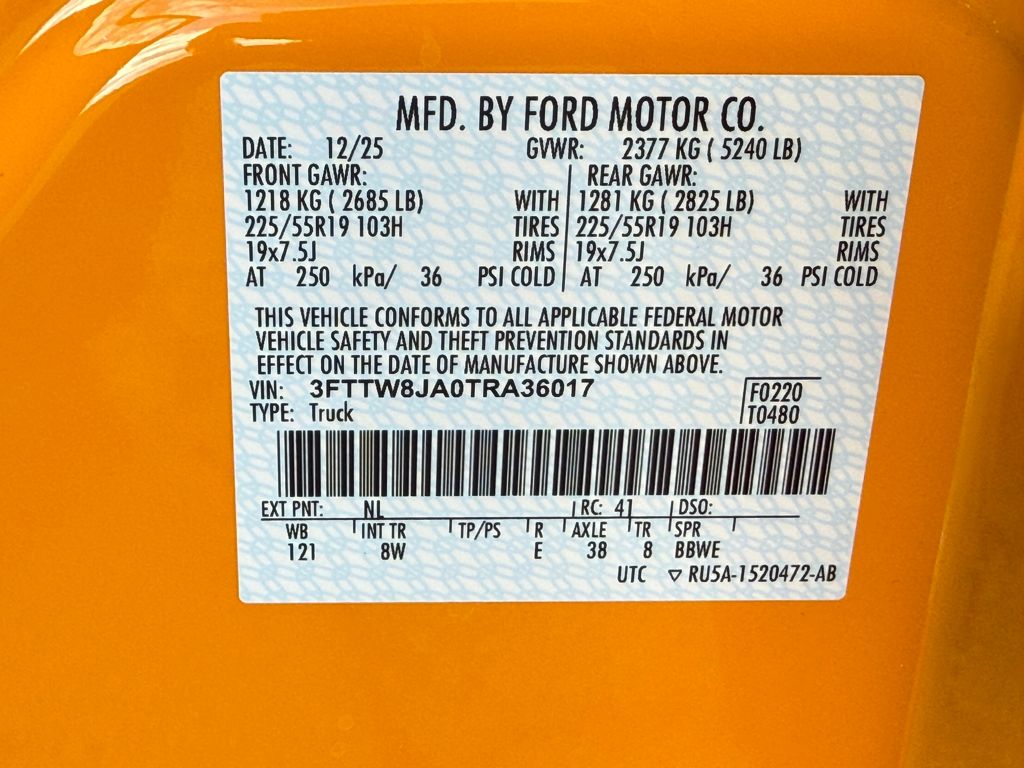 MFD. BY FORD MOTOR CO.
DATE: 12/25 GVWR: 2377 KG ( 5240 LB)
FRONT GAWR: REAR GAWR:
1218 KG ( 2685 LB) WITH 1281 KG ( 2825 LB) WITH
225/55R19 103H TIRES 225/55R19 103H TIRES
19x7.5J RIMS 19x7.5J RIMS
AT 250 kPa/ 36 PSI COLD AT 250 kPa/ 36 PSI COLD
THIS VEHICLE CONFORMS TO ALL APPLICABLE FEDERAL MOTOR
VEHICLE SAFETY AND THEFT PREVENTION STANDARDS IN
EFFECT ON THE DATE OF MANUFACTURE SHOWN ABOVE.
VIN: 3FTTW8JA0TRA36017 F0220
TYPE: Truck T0480
EXT PNT: NL RC: 41 DSO:
WB INT TR TP/PS R AXLE TR SPR
121 8W E 38 8 BBWE
UTC ▽ RU5A-1520472-AB